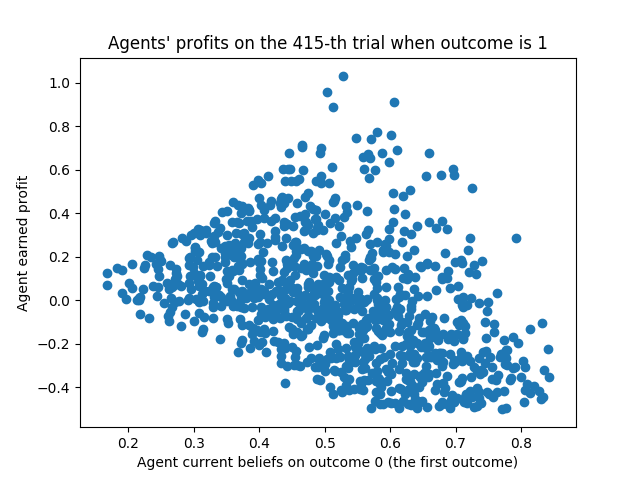 Agents' profits on the 415-th trial when outcome is 1
1.0
0.8
0.6
0.4
0.2
0.0
−0.2
−0.4
Agent earned profit
0.2 0.3 0.4 0.5 0.6 0.7 0.8
Agent current beliefs on outcome 0 (the first outcome)